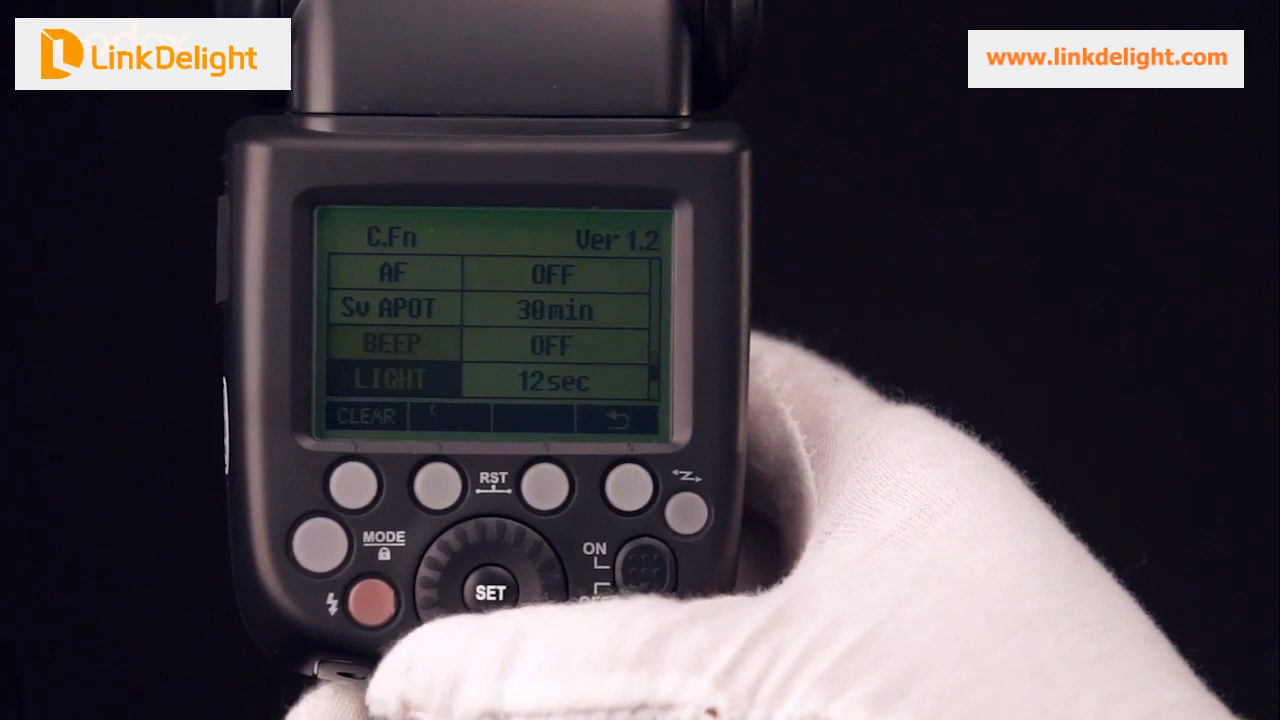 LinkDelight
www.linkdelight.com
C.Fn Ver 1.2
AF OFF
Sv APOT 30min
BEEP OFF
LIGHT 12sec
CLEAR
RST
MODE
ON
SET